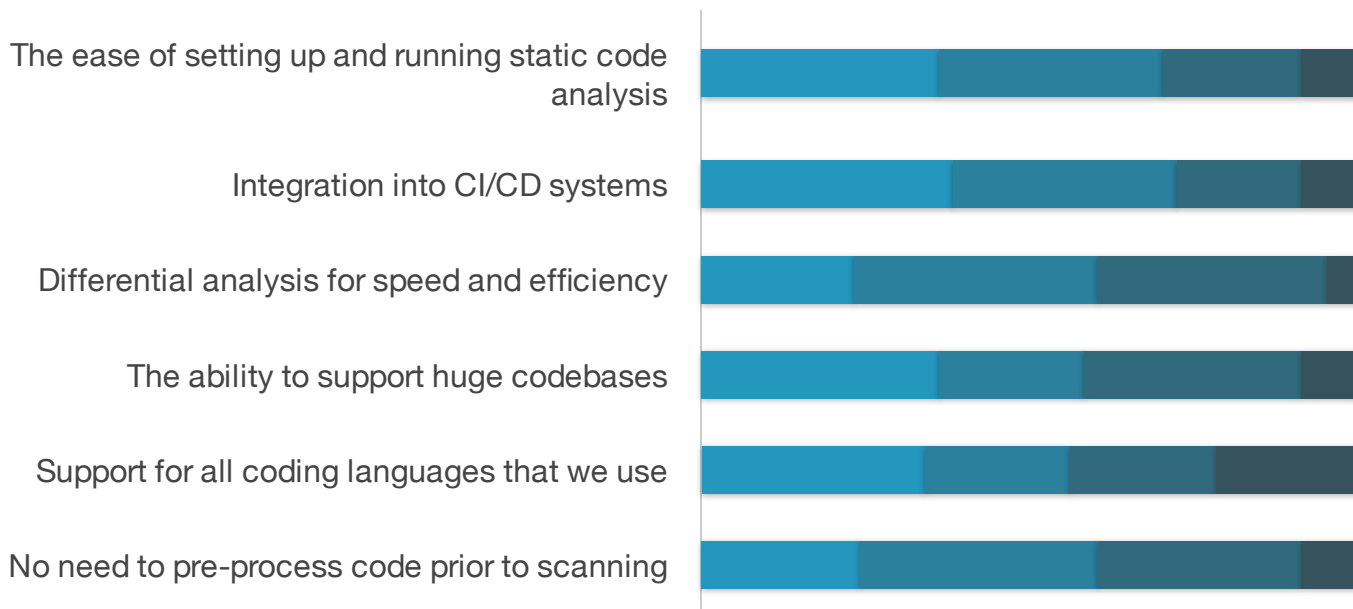 The ease of setting up and running static code
analysis
Integration into CI/CD systems
Differential analysis for speed and efficiency
The ability to support huge codebases
Support for all coding languages that we use
No need to pre-process code prior to scanning